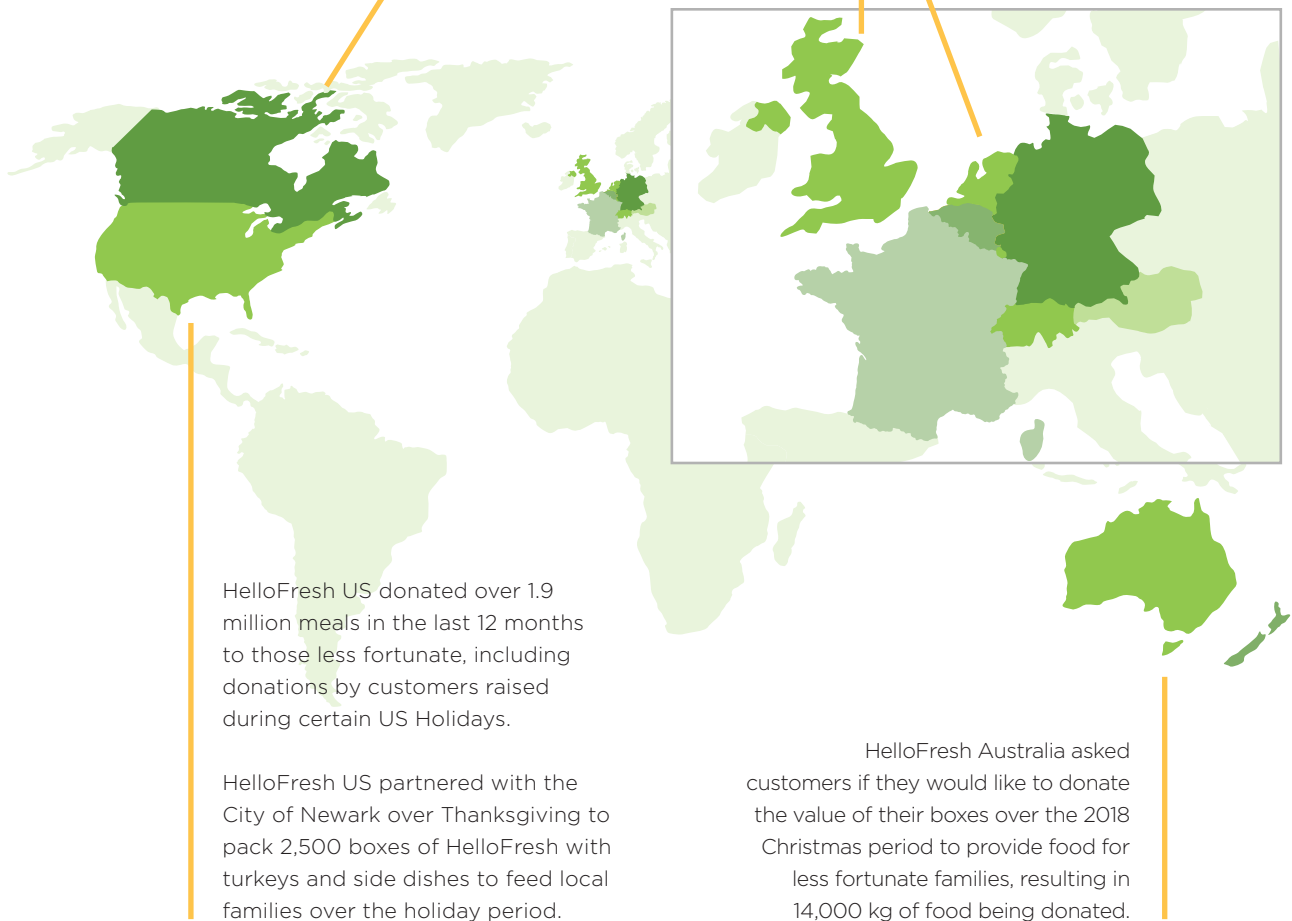 HelloFresh US donated over 1.9
million meals in the last 12 months
to those less fortunate, including
donations by customers raised
during certain US Holidays.
HelloFresh US partnered with the
City of Newark over Thanksgiving to
pack 2,500 boxes of HelloFresh with
turkeys and side dishes to feed local
families over the holiday period.
HelloFresh Australia asked
customers if they would like to donate
the value of their boxes over the 2018
Christmas period to provide food for
less fortunate families, resulting in
14,000 kg of food being donated.